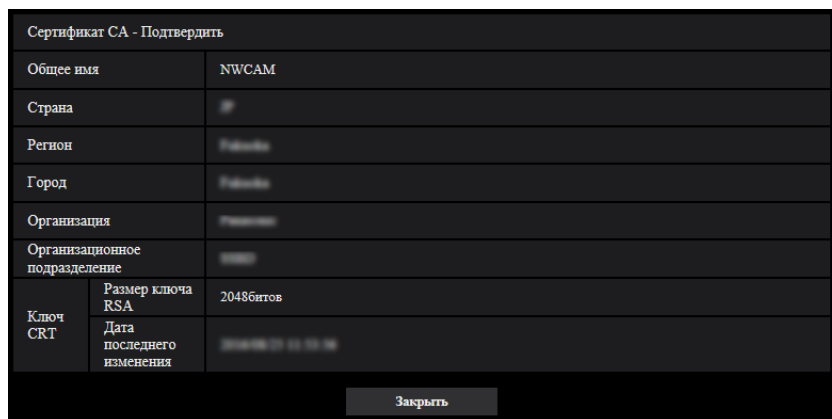 Сертификат CA - Подтвердить
Общее имя NWCAM
Страна
Регион
Город
Организация
Организационное
подразделение
Ключ
CRT
Размер ключа
RSA
2048битов
Дата
последнего
изменения
Закрыть